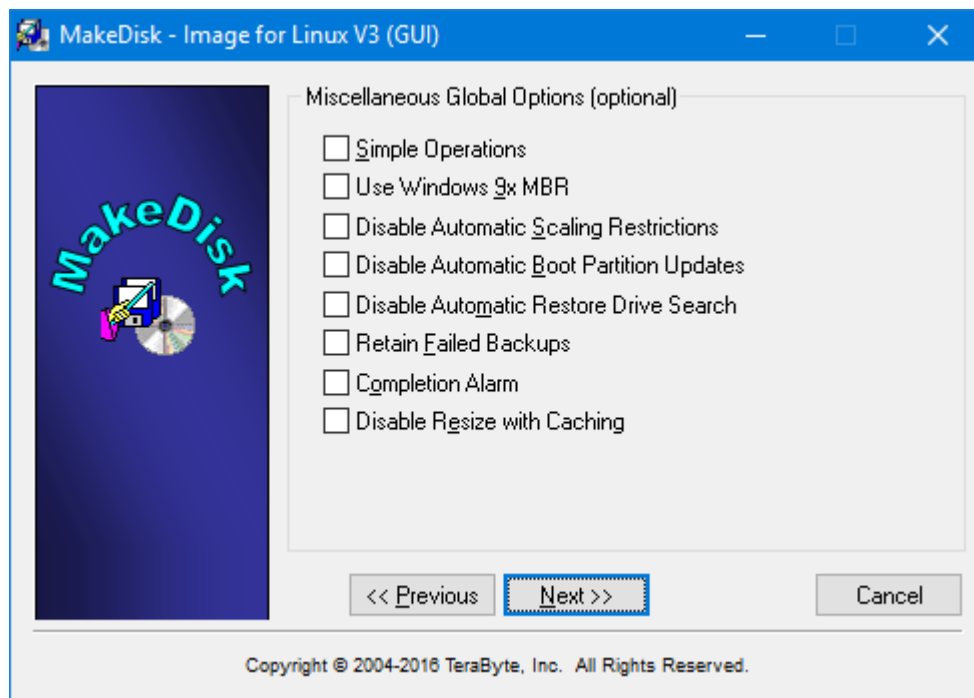 MakeDisk - Image for Linux V3 (GUI)
MakeDisk
Miscellaneous Global Options (optional)
Simple Operations
Use Windows 9x MBR
Disable Automatic Scaling Restrictions
Disable Automatic Boot Partition Updates
Disable Automatic Restore Drive Search
Retain Failed Backups
Completion Alarm
Disable Resize with Caching
<< Previous
Next >>
Cancel
Copyright © 2004-2016 TeraByte, Inc. All Rights Reserved.